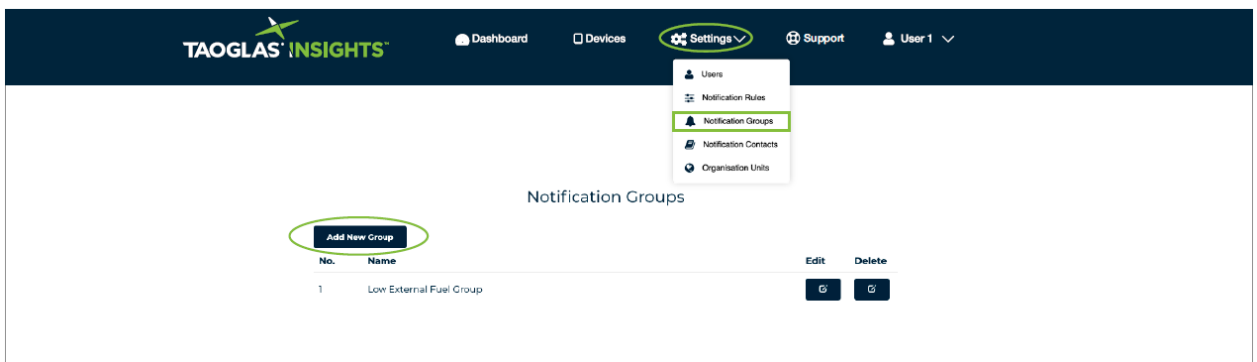 TAOGLAS INSIGHTS™
Dashboard
Devices
Settings
Support
User 1
Users
Notification Rules
Notification Groups
Notification Contacts
Organisation Units
Notification Groups
Add New Group
No. Name Edit Delete
1 Low External Fuel Group